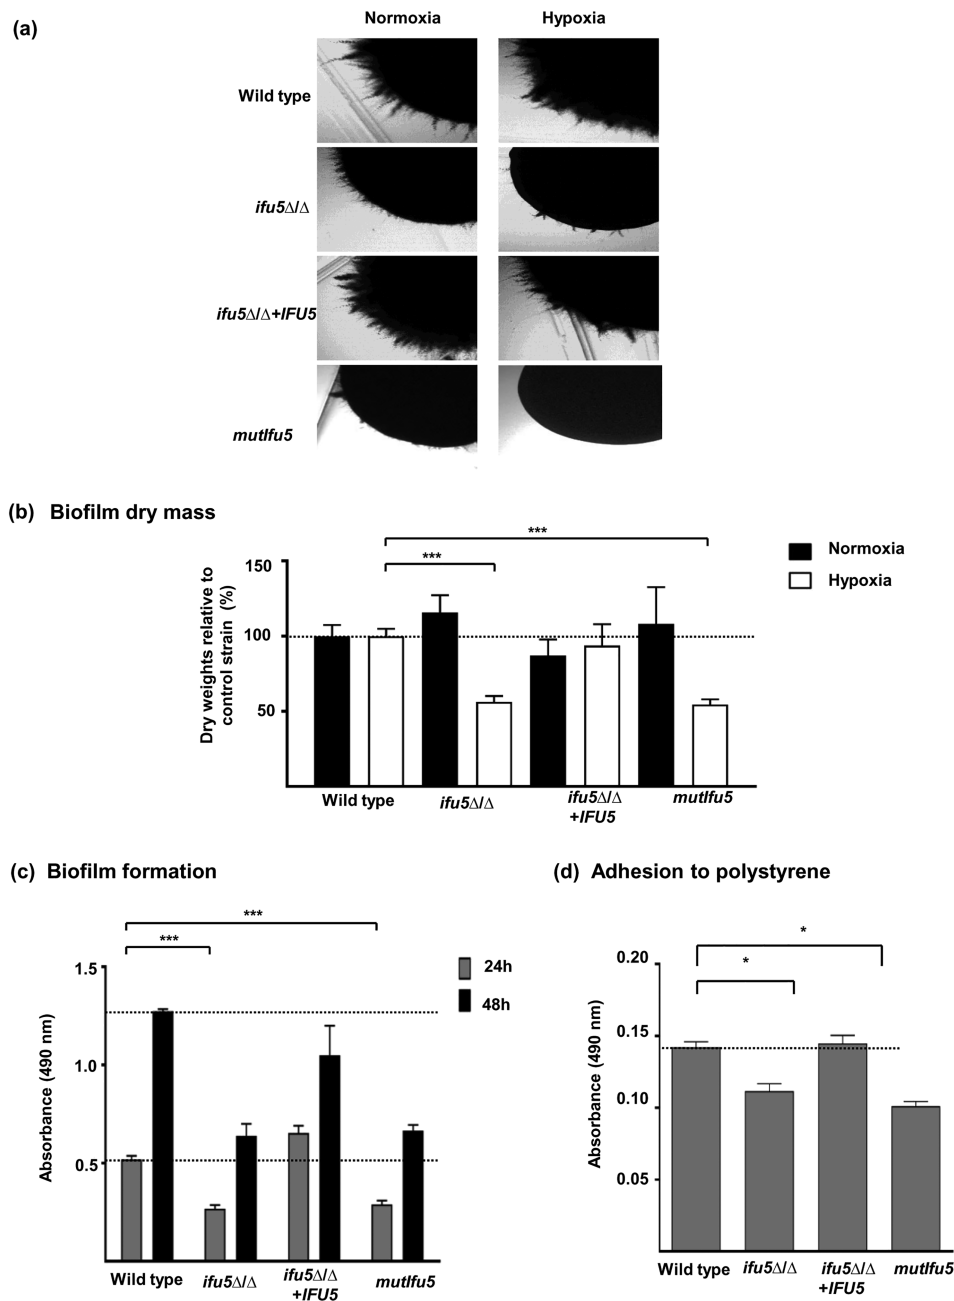 (a)
Normoxia Hypoxia
Wild type
ifu5Δ/Δ
ifu5Δ/Δ+IFU5
mutIfu5
(b) Biofilm dry mass
***
***
Normoxia
Hypoxia
Dry weights relative to
control strain (%)
150
100
50
Wild type ifu5Δ/Δ ifu5Δ/Δ mutIfu5
+IFU5
(c) Biofilm formation
***
***
24h
48h
Absorbance (490 nm)
1.5
1.0
0.5
Wild type ifu5Δ/Δ ifu5Δ/Δ mutIfu5
+IFU5
(d) Adhesion to polystyrene
*
*
Absorbance (490 nm)
0.20
0.15
0.10
0.05
Wild type ifu5Δ/Δ ifu5Δ/Δ mutIfu5
+IFU5